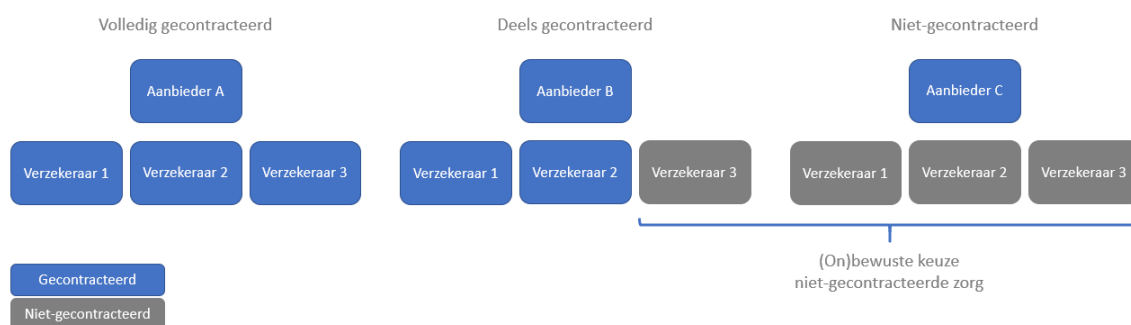 Volledig gecontracteerd
Deels gecontracteerd
Niet-gecontracteerd
Aanbieder A
Aanbieder B
Aanbieder C
Verzekeraar 1
Verzekeraar 2
Verzekeraar 3
Verzekeraar 1
Verzekeraar 2
Verzekeraar 3
Verzekeraar 1
Verzekeraar 2
Verzekeraar 3
(On)bewuste keuze
niet-gecontracteerde zorg
Gecontracteerd
Niet-gecontracteerd